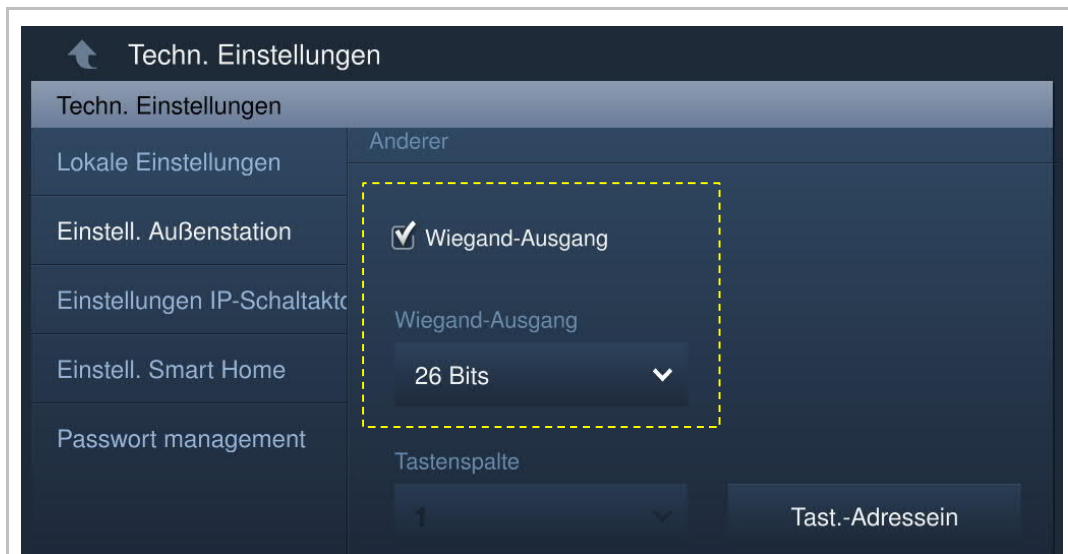 Techn. Einstellungen
Techn. Einstellungen
Lokale Einstellungen
Einstell. Außenstation
Einstellungen IP-Schaltakto
Einstell. Smart Home
Passwort management
Anderer
Wiegand-Ausgang
Wiegand-Ausgang
26 Bits
Tastenspalte
1
Tast.-Adressein